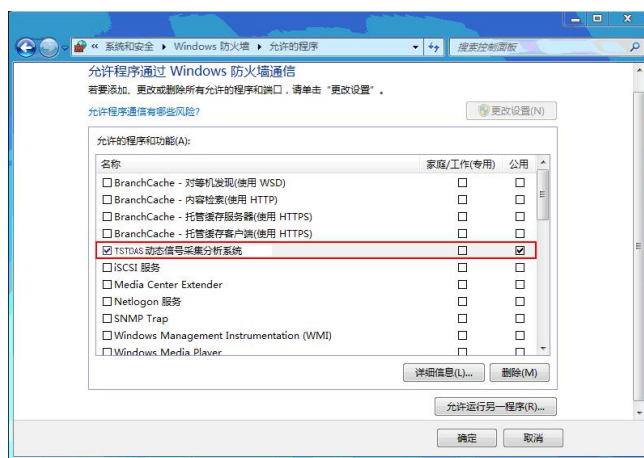 « 系统和安全 ▸ Windows 防火墙 ▸ 允许的程序
搜索控制面板
允许程序通过 Windows 防火墙通信
若要添加、更改或删除所有允许的程序和端口，请单击“更改设置”。
允许程序通信有哪些风险?
更改设置(N)
允许的程序和功能(A):
名称 家庭/工作(专用) 公用
BranchCache - 对等机发现(使用 WSD)
BranchCache - 内容检索(使用 HTTP)
BranchCache - 托管缓存服务器(使用 HTTPS)
BranchCache - 托管缓存客户端(使用 HTTPS)
TSTDAS 动态信号采集分析系统
iSCSI 服务
Media Center Extender
Netlogon 服务
SNMP Trap
Windows Management Instrumentation (WMI)
Windows Media Player
详细信息(L)... 删除(M)
允许运行另一程序(R)...
确定 取消